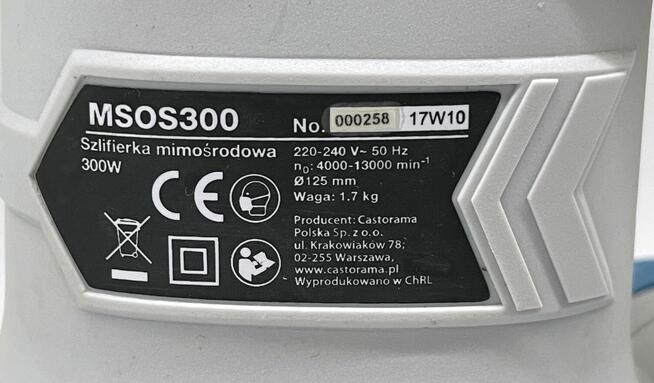 MSOS300
No. 000258 17W10
Szlifierka mimośrodowa
300W
220-240 V~ 50 Hz
n₀: 4000-13000 min⁻¹
Ø125 mm
Waga: 1.7 kg
CE
Producent: Castorama
Polska Sp. z o.o.
ul. Krakowiaków 78;
02-255 Warszawa,
www.castorama.pl
Wyprodukowano w ChRL